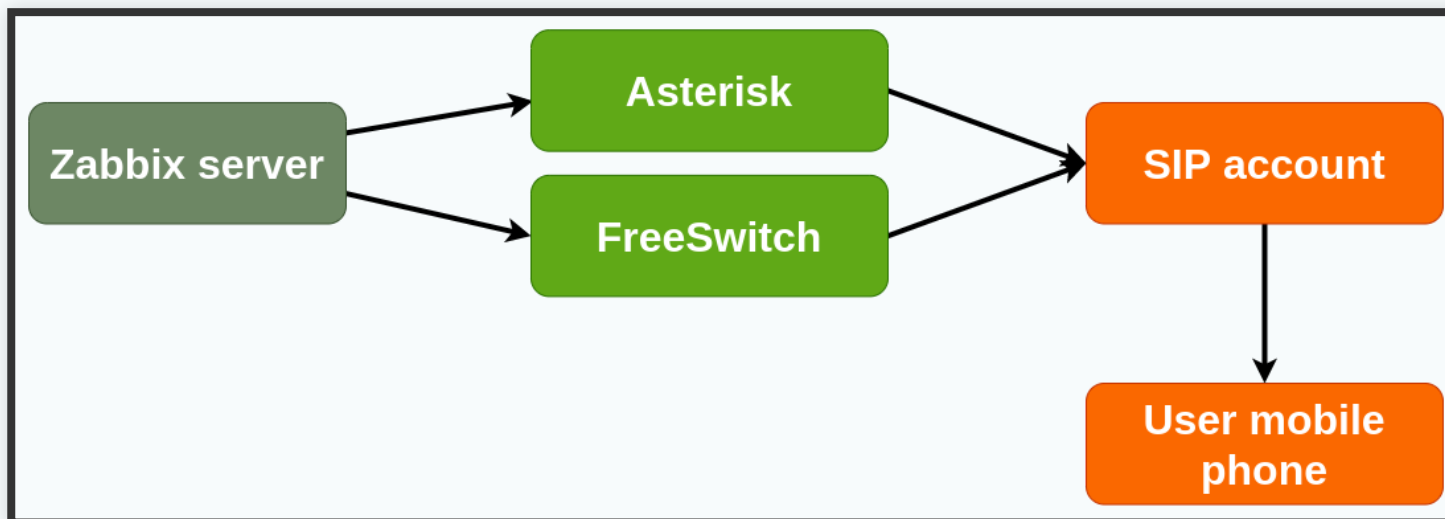 Zabbix server
Asterisk
FreeSwitch
SIP account
User mobile
phone